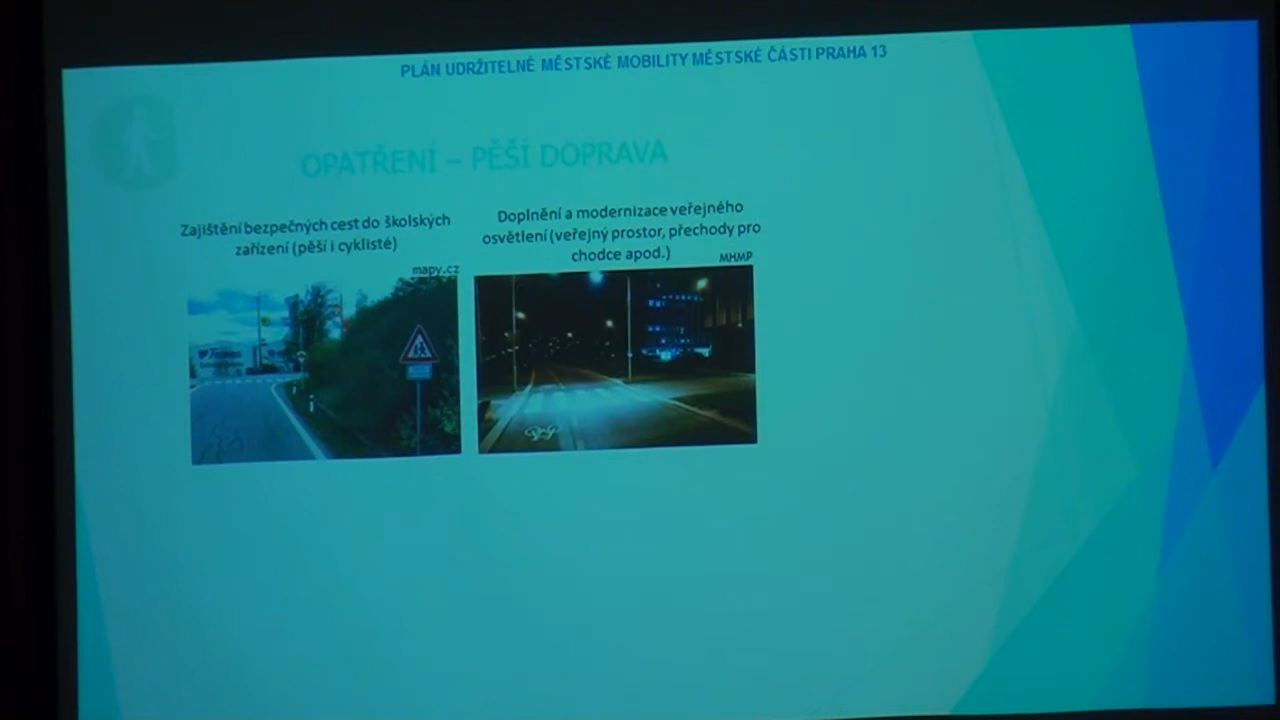 PLÁN UDRŽITELNÉ MĚSTSKÉ MOBILITY MĚSTSKÉ ČÁSTI PRAHA 13
OPATŘENÍ – PĚŠÍ DOPRAVA
Zajištění bezpečných cest do školských
zařízení (pěší i cyklisté)
mapy.cz
Doplnění a modernizace veřejného
osvětlení (veřejný prostor, přechody pro
chodce apod.)
MHMP